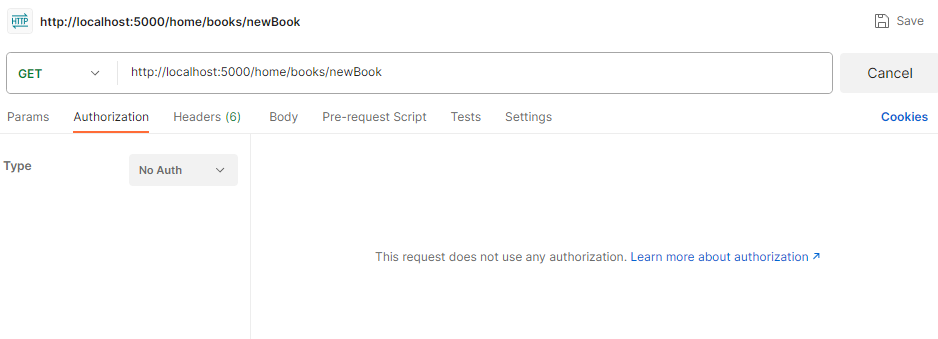 HTTP http://localhost:5000/home/books/newBook Save
GET http://localhost:5000/home/books/newBook Cancel
Params Authorization Headers (6) Body Pre-request Script Tests Settings Cookies
Type No Auth
This request does not use any authorization. Learn more about authorization ↗